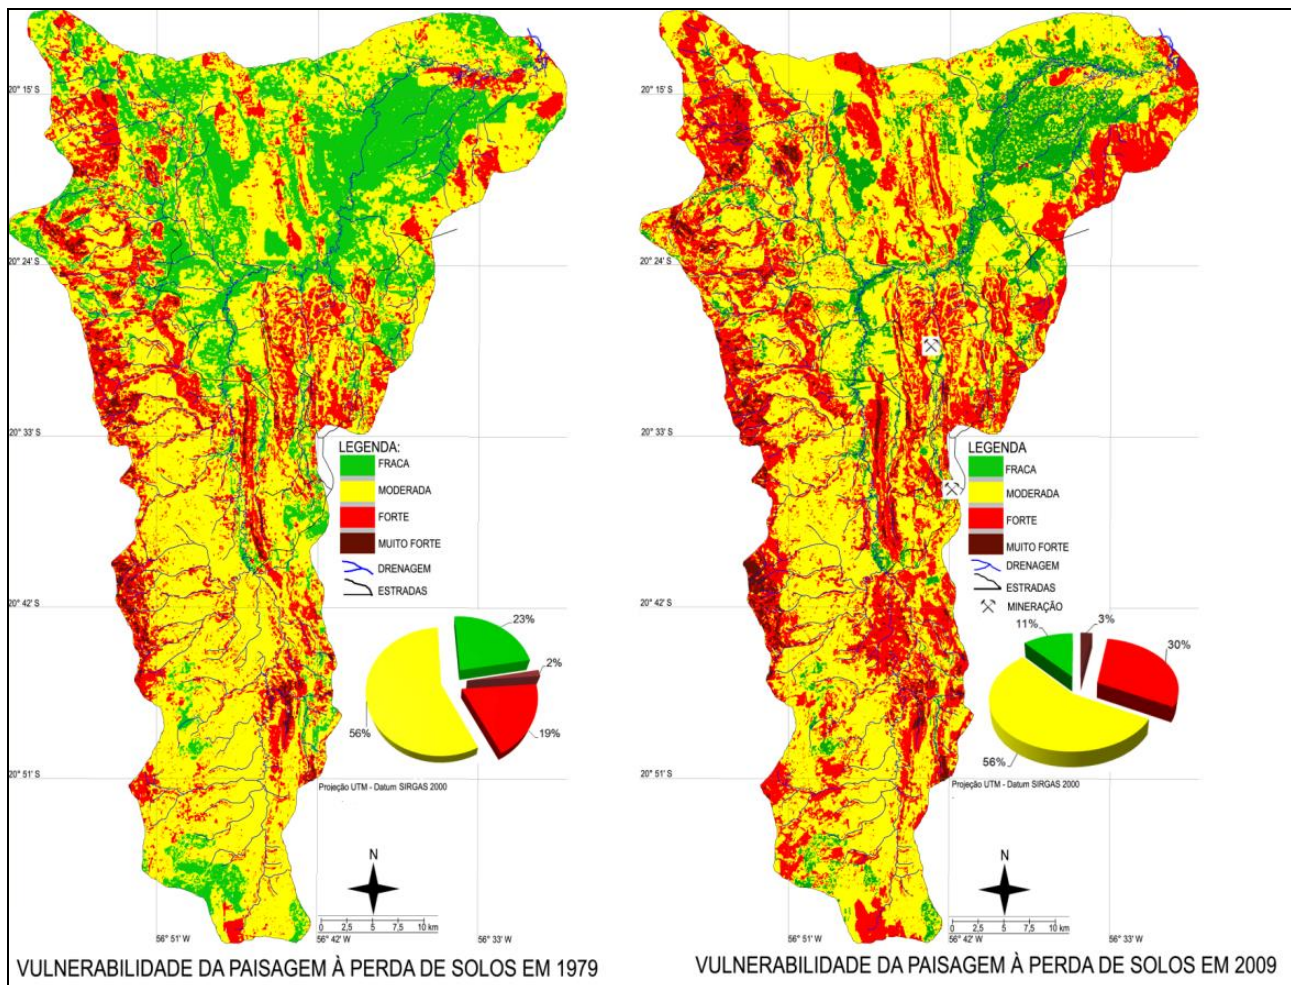 20° 15' S
20° 24' S
20° 33' S
20° 42' S
20° 51' S
LEGENDA:
FRACA
MODERADA
FORTE
MUITO FORTE
DRENAGEM
ESTRADAS
23%
2%
19%
56%
Projeção UTM - Datum SIRGAS 2000
N
0 2,5 5 7,5 10 km
56° 51' W
56° 42' W
56° 33' W
VULNERABILIDADE DA PAISAGEM À PERDA DE SOLOS EM 1979
20° 15' S
20° 24' S
20° 33' S
20° 42' S
20° 51' S
LEGENDA
FRACA
MODERADA
FORTE
MUITO FORTE
DRENAGEM
ESTRADAS
MINERAÇÃO
11%
3%
30%
56%
Projeção UTM - Datum SIRGAS 2000
N
0 2,5 5 7,5 10 km
56° 51' W
56° 42' W
56° 33' W
VULNERABILIDADE DA PAISAGEM À PERDA DE SOLOS EM 2009